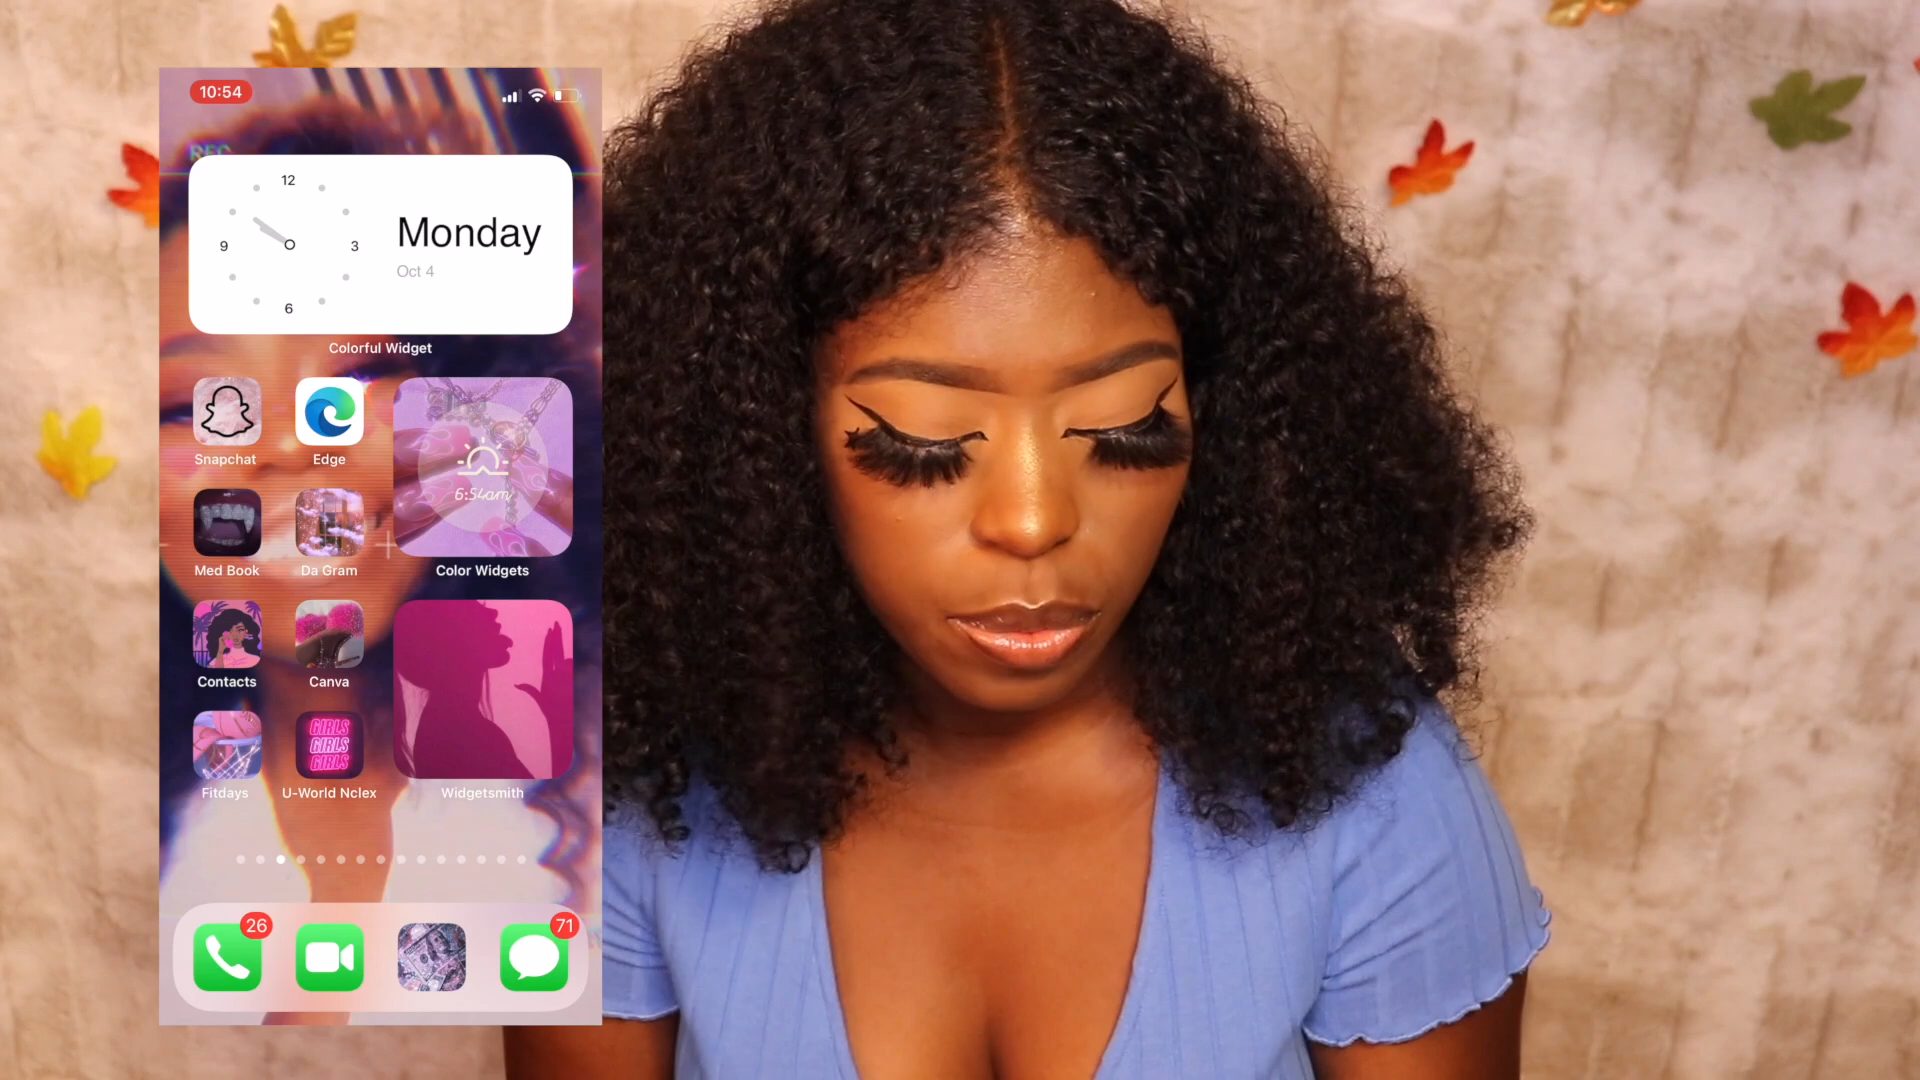 10:54
REC
12
9
3
6
Monday
Oct 4
Colorful Widget
Snapchat
Edge
6:54am
Med Book
Da Gram
Color Widgets
Contacts
Canva
GIRLS
GIRLS
GIRLS
Fitdays
U-World Nclex
Widgetsmith
26
71